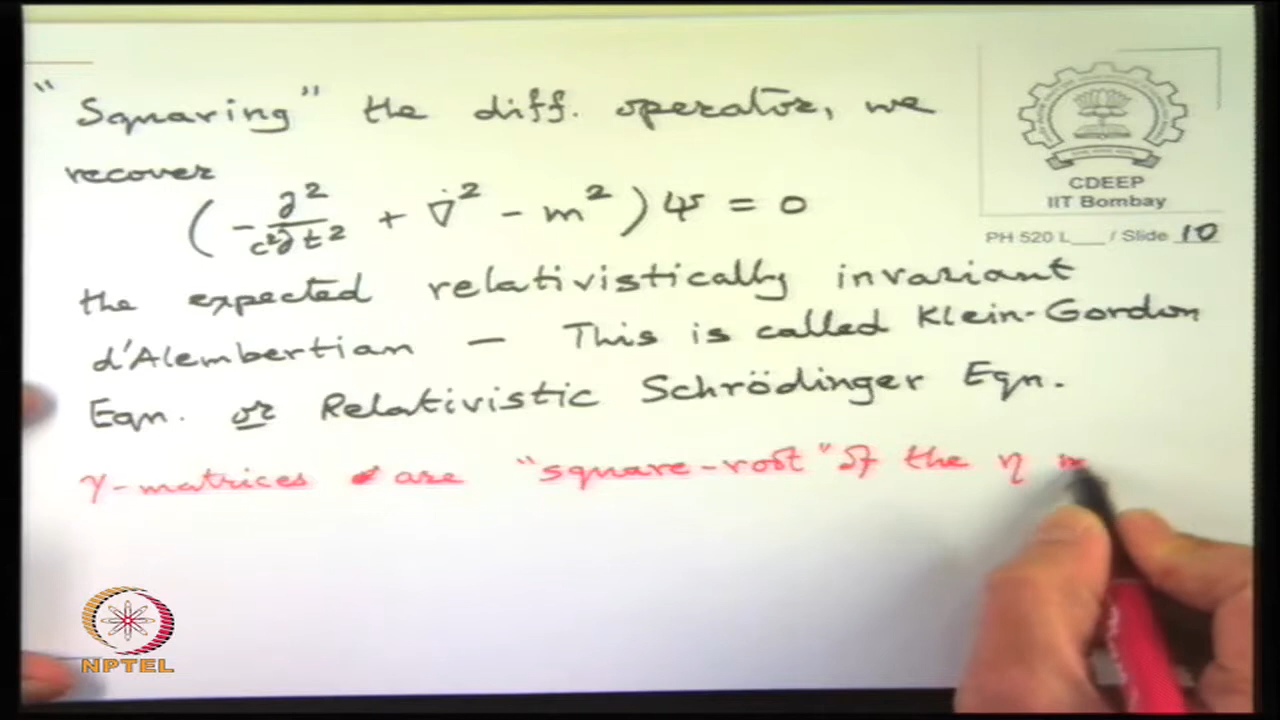 "Squaring" the diff. operator, we
recover
(-∂²/c²∂t² + ∇² - m²)Ψ = 0
the expected relativistically invariant
d'Alembertian — This is called Klein-Gordon
Eqn. or Relativistic Schrödinger Eqn.
γ-matrices are "square-root" of the η
CDEEP
IIT Bombay
PH 520 L___ / Slide 10
NPTEL